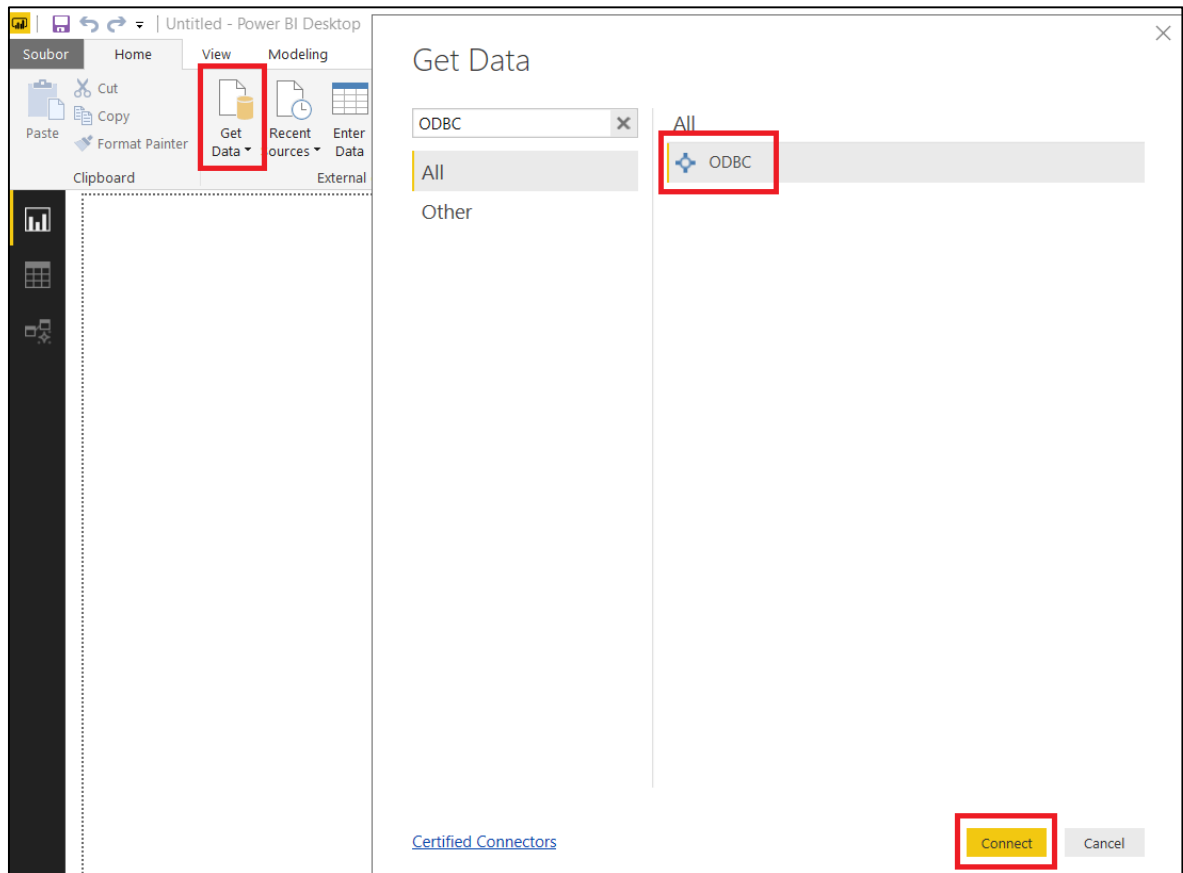 Untitled - Power BI Desktop
Soubor Home View Modeling
Cut
Copy
Format Painter
Paste
Get Data
Recent Sources
Enter Data
Clipboard
External
Get Data
ODBC
All
Other
All
ODBC
Certified Connectors
Connect Cancel